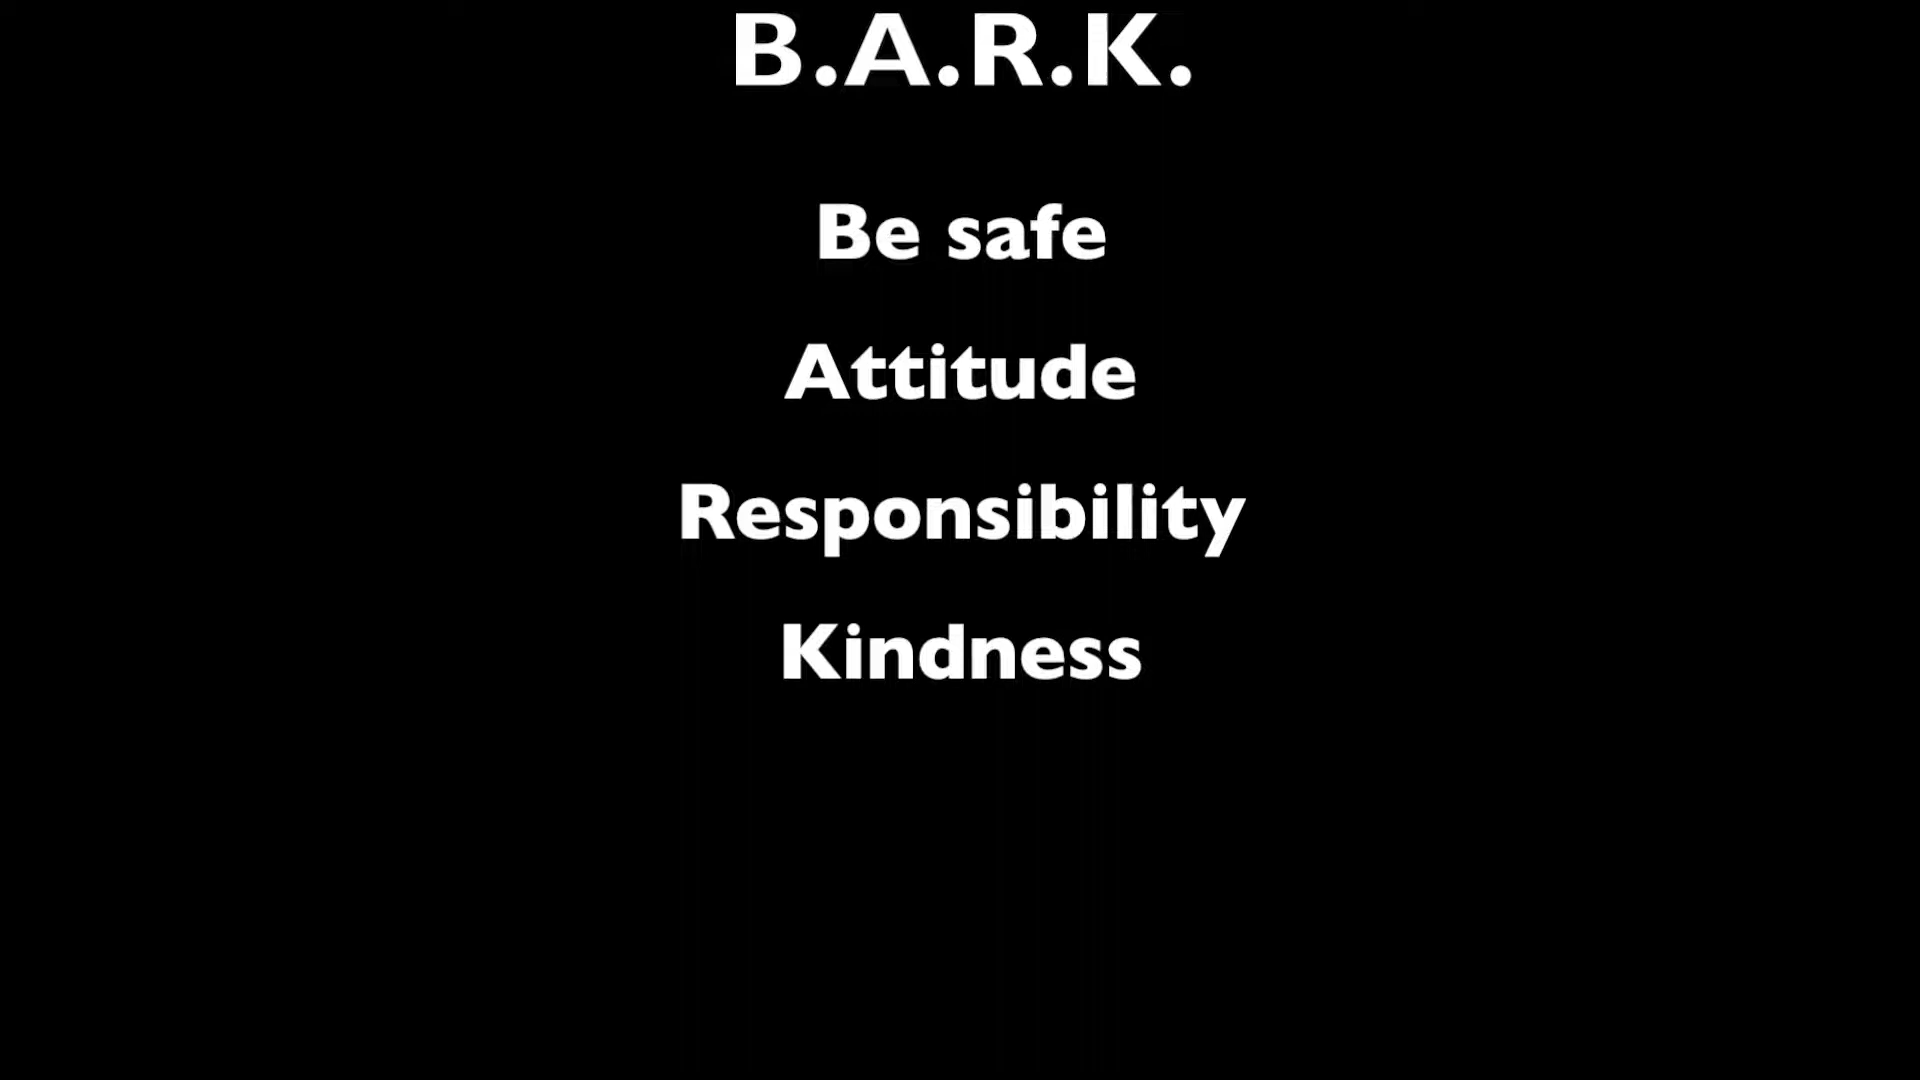 B.A.R.K.
Be safe
Attitude
Responsibility
Kindness